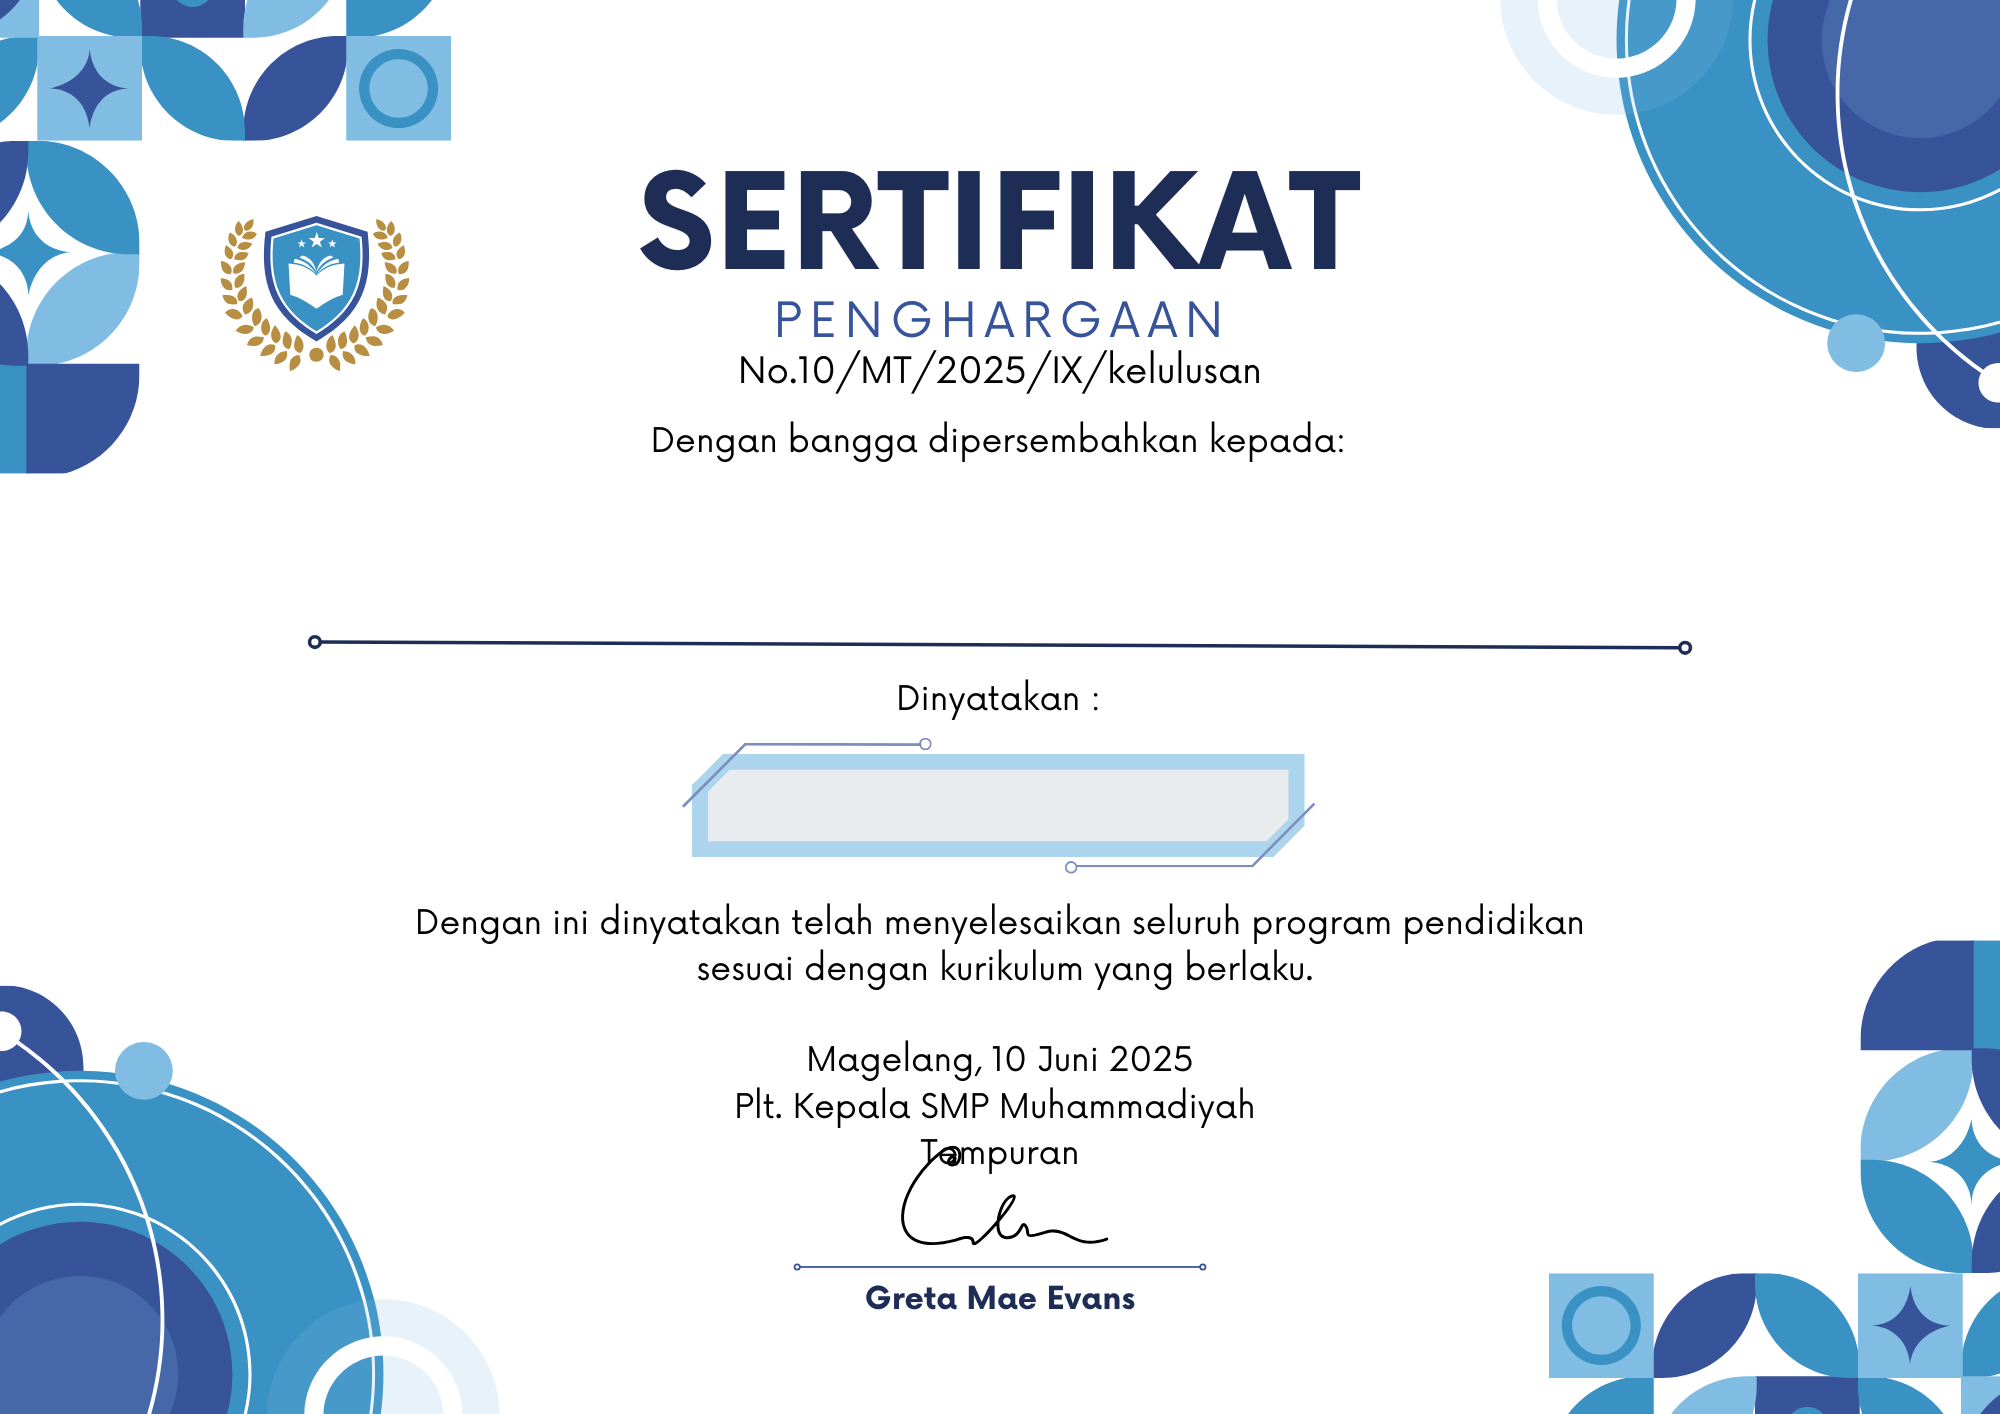 SERTIFIKAT
PENGHARGAAN
No.10/MT/2025/IX/kelulusan
Dengan bangga dipersembahkan kepada:
Dinyatakan :
Dengan ini dinyatakan telah menyelesaikan seluruh program pendidikan
sesuai dengan kurikulum yang berlaku.
Magelang, 10 Juni 2025
Plt. Kepala SMP Muhammadiyah
Tempuran
Greta Mae Evans